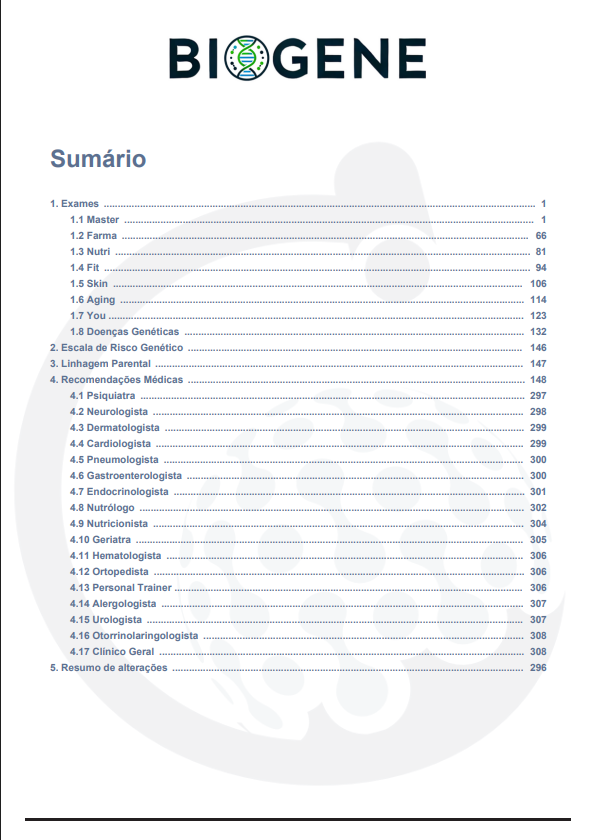 BIOGENE
Sumário
1. Exames ........................ 1
1.1 Master ........................ 1
1.2 Farma ........................ 66
1.3 Nutri ........................ 81
1.4 Fit ........................ 94
1.5 Skin ........................ 106
1.6 Aging ........................ 114
1.7 You ........................ 123
1.8 Doenças Genéticas ........................ 132
2. Escala de Risco Genético ........................ 146
3. Linhagem Parental ........................ 147
4. Recomendações Médicas ........................ 148
4.1 Psiquiatra ........................ 297
4.2 Neurologista ........................ 298
4.3 Dermatologista ........................ 299
4.4 Cardiologista ........................ 299
4.5 Pneumologista ........................ 300
4.6 Gastroenterologista ........................ 300
4.7 Endocrinologista ........................ 301
4.8 Nutrólogo ........................ 302
4.9 Nutricionista ........................ 304
4.10 Geriatra ........................ 305
4.11 Hematologista ........................ 306
4.12 Ortopedista ........................ 306
4.13 Personal Trainer ........................ 306
4.14 Alergologista ........................ 307
4.15 Urologista ........................ 307
4.16 Otorrinolaringologista ........................ 308
4.17 Clínico Geral ........................ 308
5. Resumo de alterações ........................ 296